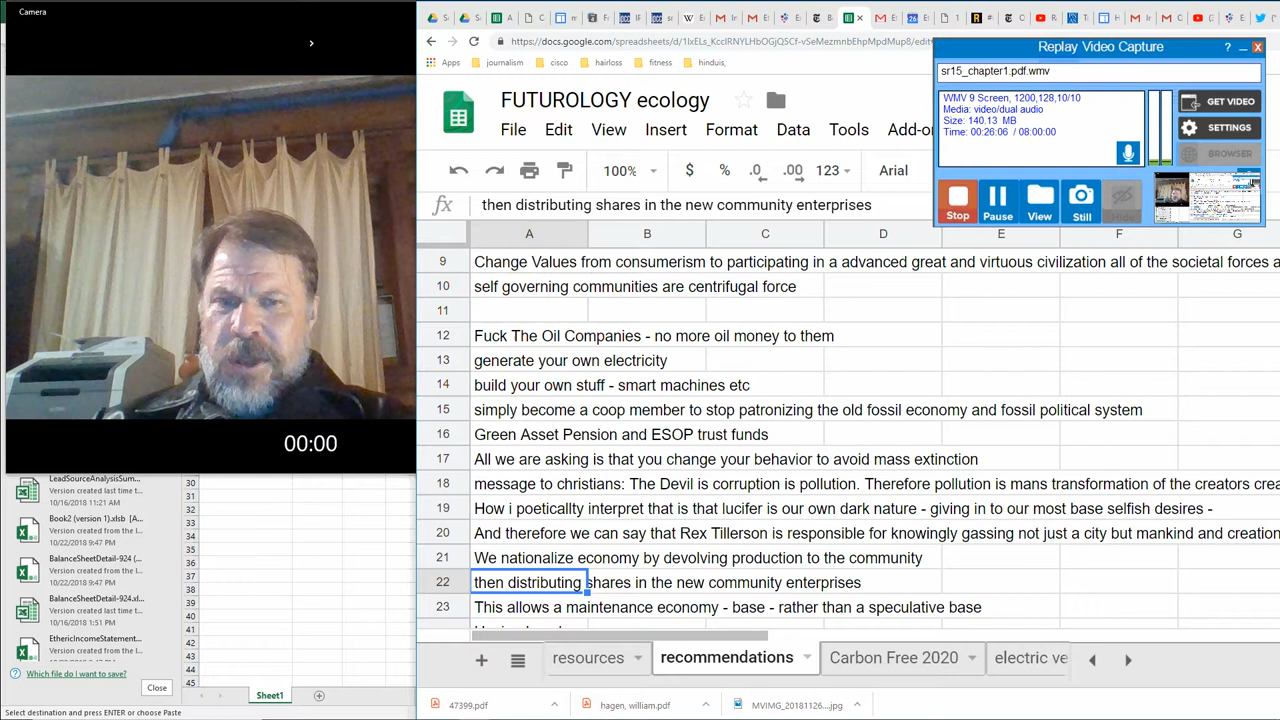 Camera
00:00
LeadSourceAnalysisSum...
Version created last time t...
10/16/2018 11:21 AM
Book2 (version 1).xlsb [A...
Version created from the l...
10/22/2018 9:47 PM
BalanceSheetDetail-924 (...
Version created from the l...
10/22/2018 9:47 PM
BalanceSheetDetail-924.xl...
Version created last time t...
10/16/2018 1:51 PM
EthericIncomeStatement...
Version created from the l...
Which file do I want to save?
Close
Select destination and press ENTER or choose Paste
30
31
32
33
34
35
36
37
38
39
40
41
42
43
44
45
Sheet1
https://docs.google.com/spreadsheets/d/
Apps journalism cisco hairloss fitness hinduis,
FUTUROLOGY ecology
File Edit View Insert Format Data Tools Add-o
100% $ % .0 .00 123 Arial
fx then distributing shares in the new community enterprises
A B C D E F G
9 Change Values from consumerism to participating in a advanced great and virtuous civilization all of the societal forces a
10 self governing communities are centrifugal force
11
12 Fuck The Oil Companies - no more oil money to them
13 generate your own electricity
14 build your own stuff - smart machines etc
15 simply become a coop member to stop patronizing the old fossil economy and fossil political system
16 Green Asset Pension and ESOP trust funds
17 All we are asking is that you change your behavior to avoid mass extinction
18 message to christians: The Devil is corruption is pollution. Therefore pollution is mans transformation of the creators crea
19 How i poeticallty interpret that is that lucifer is our own dark nature - giving in to our most base selfish desires -
20 And therefore we can say that Rex Tillerson is responsible for knowingly gassing not just a city but mankind and creation
21 We nationalize economy by devolving production to the community
22 then distributing shares in the new community enterprises
23 This allows a maintenance economy - base - rather than a speculative base
resources recommendations Carbon Free 2020 electric ve
47399.pdf hagen, william.pdf MVIMG_20181126...jpg
Replay Video Capture
sr15_chapter1.pdf.wmv
WMV 9 Screen, 1200,128,10/10
Media: video/dual audio
Size: 140.13 MB
Time: 00:26:06 / 08:00:00
GET VIDEO
SETTINGS
BROWSER
Stop Pause View Still Hide